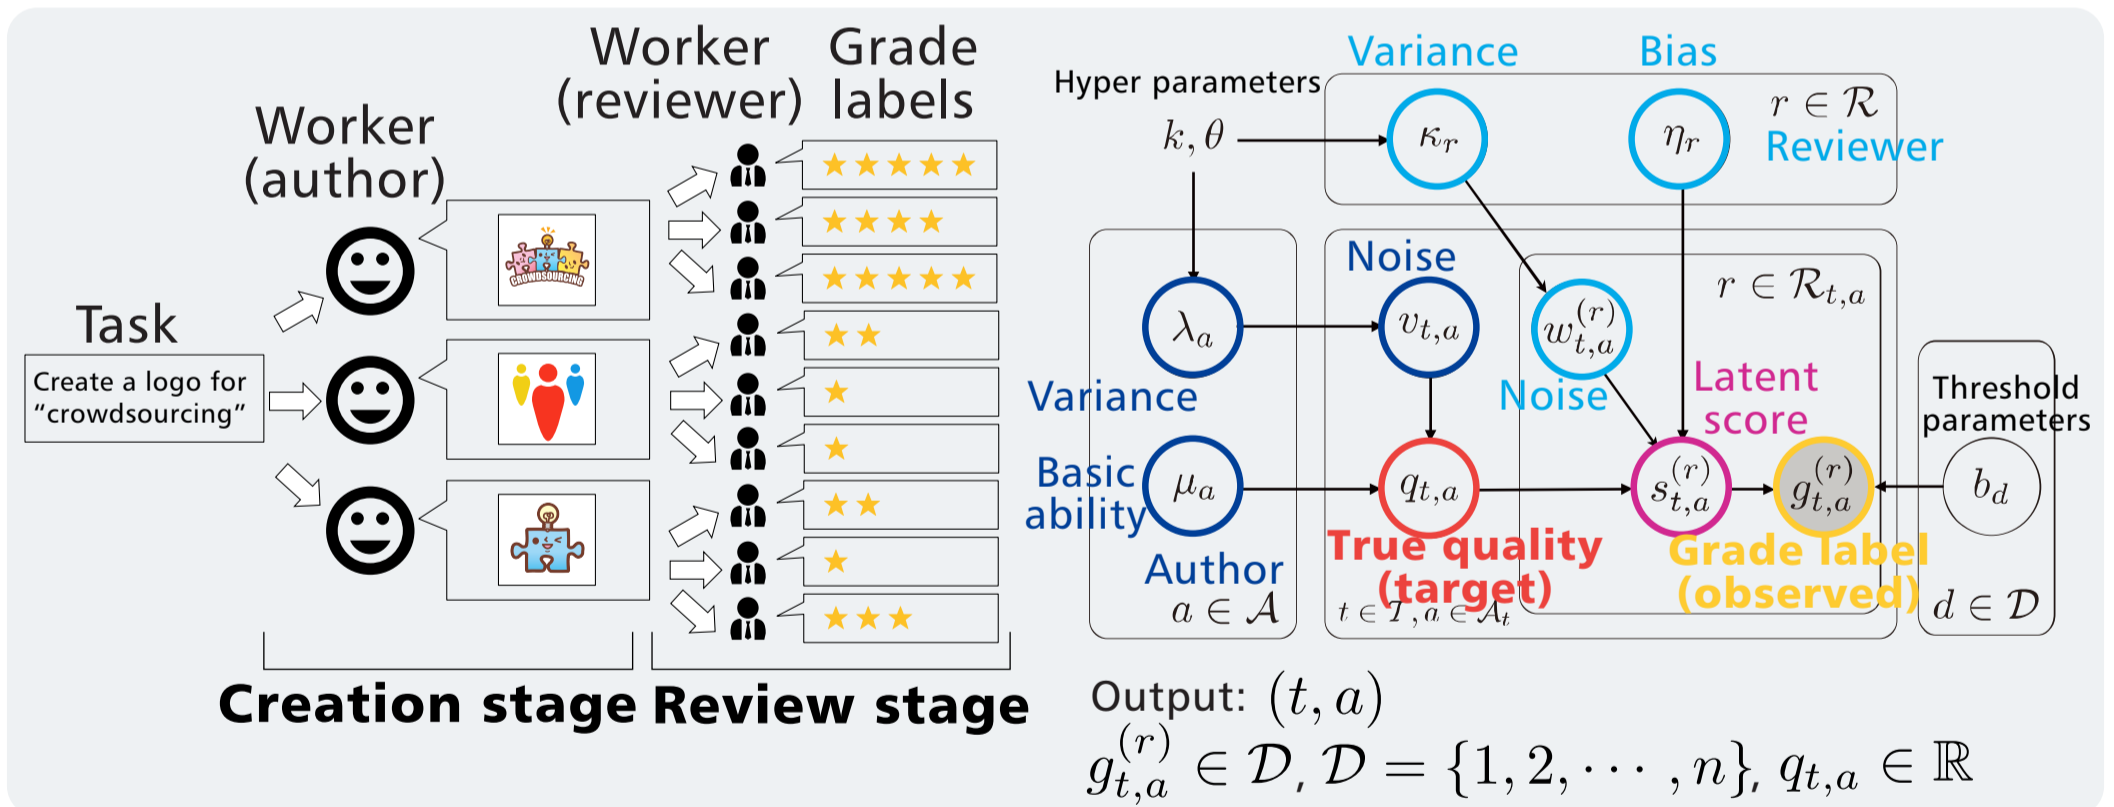 Task
Create a logo for
"crowdsourcing"
Worker
(author)
CROWDSOURCING
Worker
(reviewer)
Grade
labels
Creation stage
Review stage
Hyper parameters
k, θ
Variance
Bias
κ_r
η_r
r ∈ ℛ
Reviewer
λ_a
Variance
Basic
ability
μ_a
Author
a ∈ 𝒜
Noise
v_{t,a}
w_{t,a}^{(r)}
Noise
r ∈ ℛ_{t,a}
Latent
score
q_{t,a}
s_{t,a}^{(r)}
g_{t,a}^{(r)}
True quality
(target)
t ∈ 𝒯, a ∈ 𝒜_t
Grade label
(observed)
Threshold
parameters
b_d
d ∈ 𝒟
Output: (t, a)
g_{t,a}^{(r)} ∈ 𝒟, 𝒟 = {1, 2, ⋯ , n}, q_{t,a} ∈ ℝ